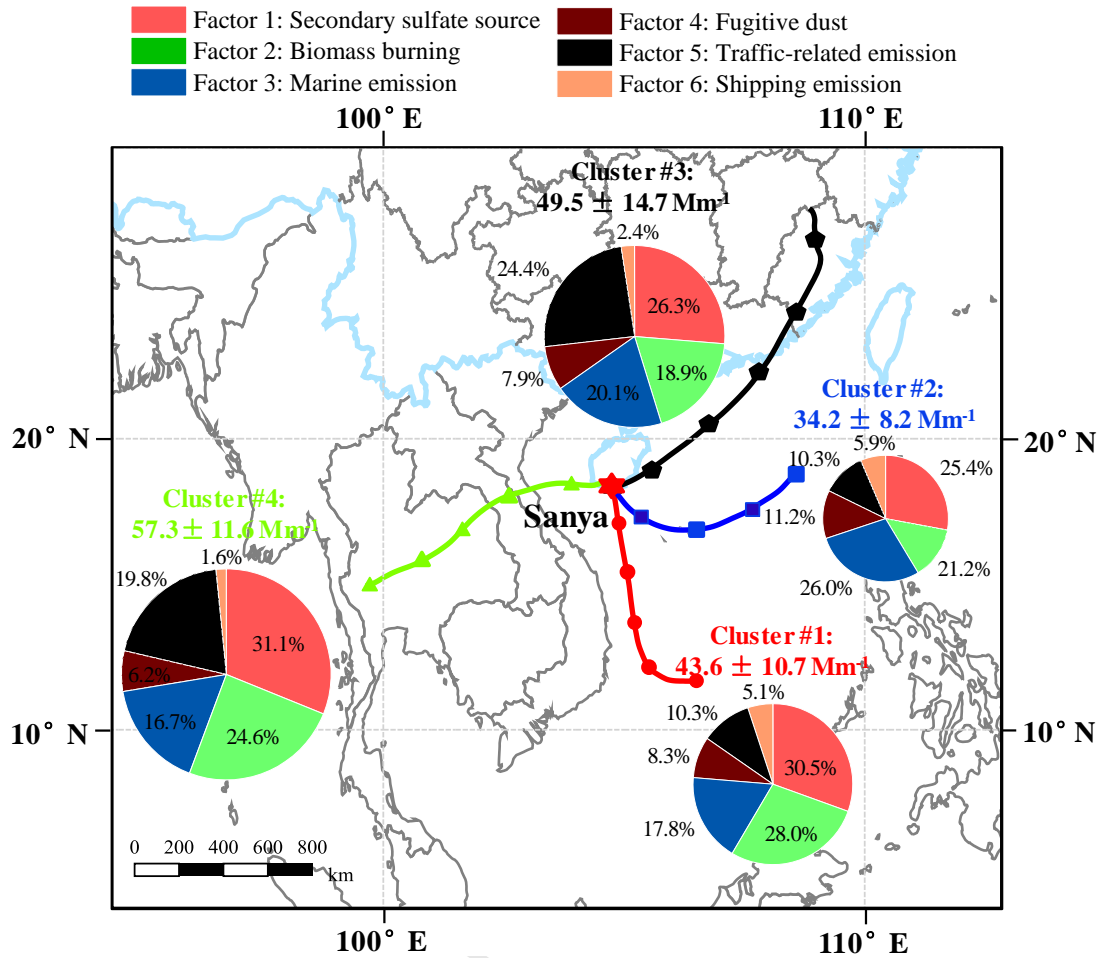 Factor 1: Secondary sulfate source
Factor 2: Biomass burning
Factor 3: Marine emission
Factor 4: Fugitive dust
Factor 5: Traffic-related emission
Factor 6: Shipping emission
100° E
110° E
Cluster #3:
49.5 ± 14.7 Mm-1
2.4%
24.4%
26.3%
7.9%
20.1%
18.9%
Cluster #2:
34.2 ± 8.2 Mm-1
5.9%
10.3%
25.4%
11.2%
26.0%
21.2%
20° N
20° N
Sanya
Cluster #4:
57.3 ± 11.6 Mm-1
1.6%
19.8%
31.1%
6.2%
16.7%
24.6%
Cluster #1:
43.6 ± 10.7 Mm-1
5.1%
10.3%
30.5%
8.3%
17.8%
28.0%
10° N
10° N
0 200 400 600 800
km
100° E
110° E